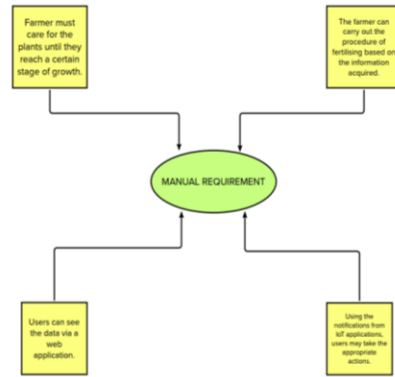 Farmer must
care for the
plants until they
reach a certain
stage of growth.
The farmer can
carry out the
procedure of
fertilising based on
the information
acquired.
MANUAL REQUIREMENT
Users can see
the data via a
web
application.
Using the
notifications from
IoT applications,
users may take the
appropriate
actions.